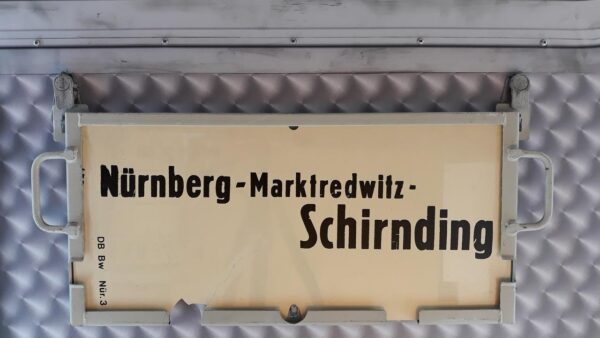 Nürnberg - Marktredwitz -
Schirnding
DB Bw Nür.3